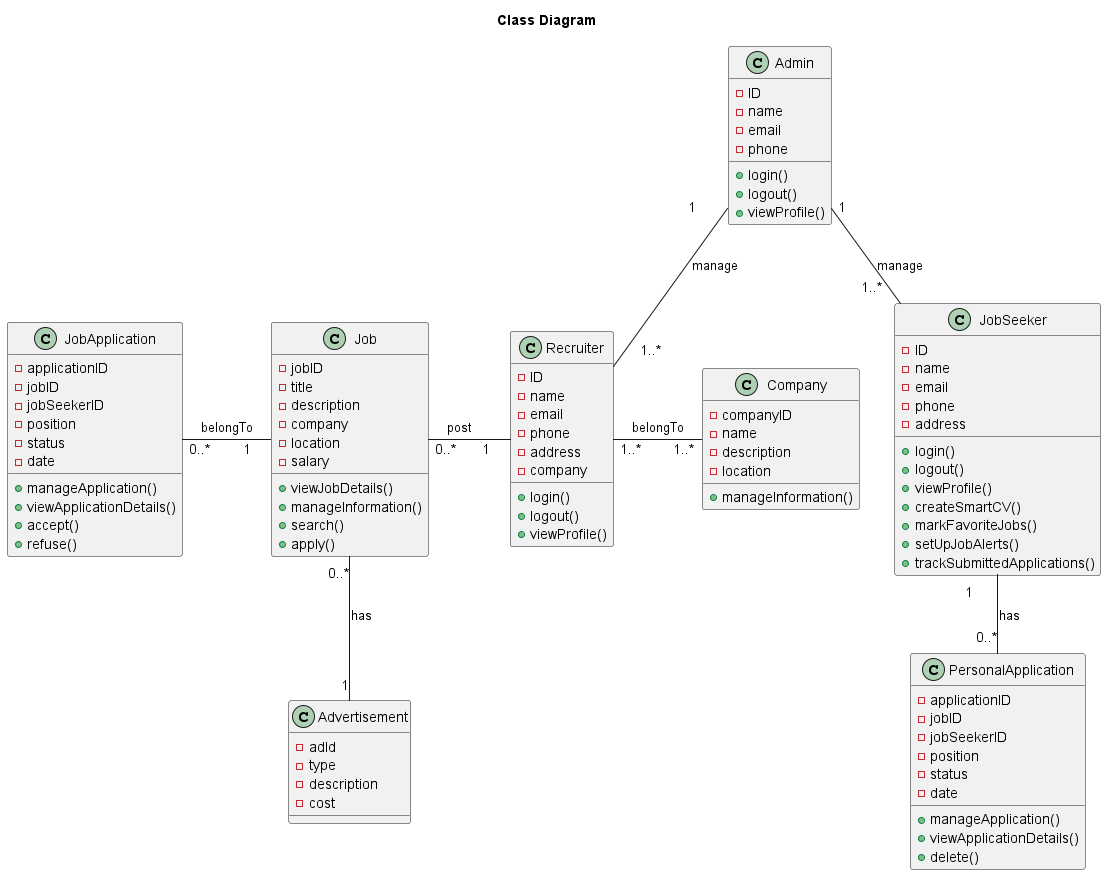 Class Diagram
C Admin
ID
name
email
phone
login()
logout()
viewProfile()
1
1
manage
manage
1..*
1..*
C JobApplication
applicationID
jobID
jobSeekerID
position
status
date
manageApplication()
viewApplicationDetails()
accept()
refuse()
belongTo
0..*
1
C Job
jobID
title
description
company
location
salary
viewJobDetails()
manageInformation()
search()
apply()
post
0..*
1
C Recruiter
ID
name
email
phone
address
company
login()
logout()
viewProfile()
belongTo
1..*
1..*
C Company
companyID
name
description
location
manageInformation()
C JobSeeker
ID
name
email
phone
address
login()
logout()
viewProfile()
createSmartCV()
markFavoriteJobs()
setUpJobAlerts()
trackSubmittedApplications()
0..*
has
1
C Advertisement
adId
type
description
cost
1
has
0..*
C PersonalApplication
applicationID
jobID
jobSeekerID
position
status
date
manageApplication()
viewApplicationDetails()
delete()